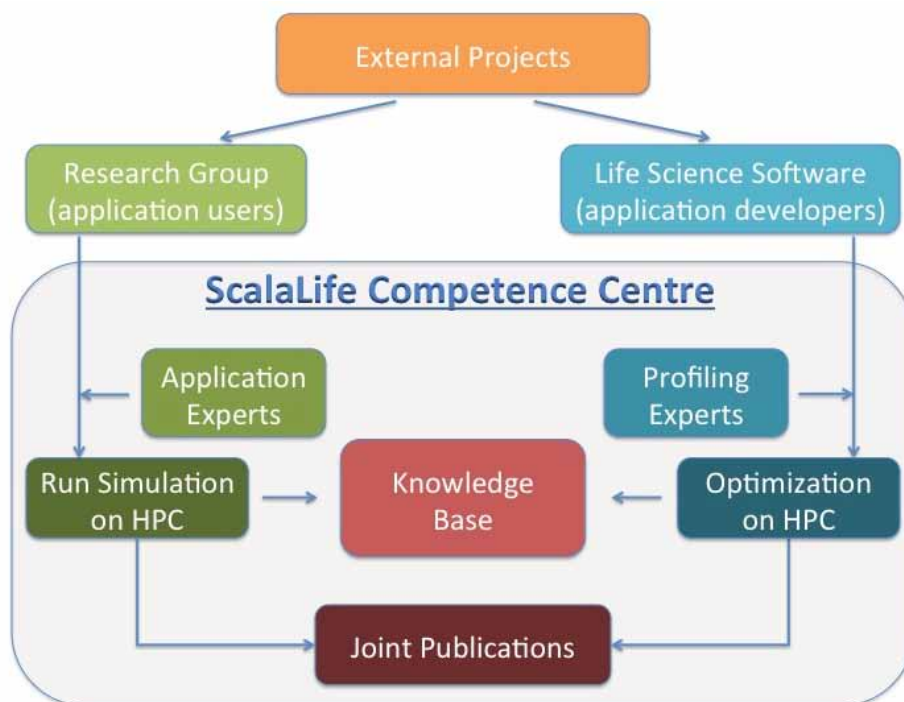 External Projects
Research Group
(application users)
Life Science Software
(application developers)
ScalaLife Competence Centre
Application
Experts
Profiling
Experts
Run Simulation
on HPC
Knowledge
Base
Optimization
on HPC
Joint Publications